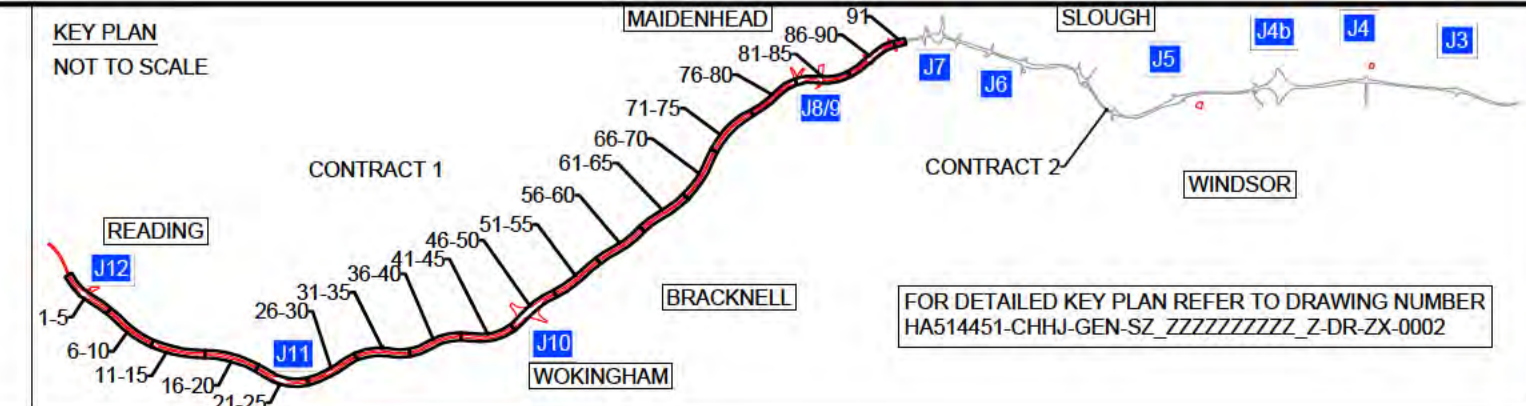 KEY PLAN
NOT TO SCALE
MAIDENHEAD
91
SLOUGH
86-90
81-85
76-80
J7
J6
J5
J4b
J4
J3
J8/9
71-75
66-70
61-65
CONTRACT 1
CONTRACT 2
WINDSOR
56-60
51-55
46-50
41-45
36-40
31-35
26-30
READING
J12
1-5
6-10
11-15
16-20
21-25
J11
J10
WOKINGHAM
BRACKNELL
FOR DETAILED KEY PLAN REFER TO DRAWING NUMBER
HA514451-CHHJ-GEN-SZ_ZZZZZZZZZZ_Z-DR-ZX-0002